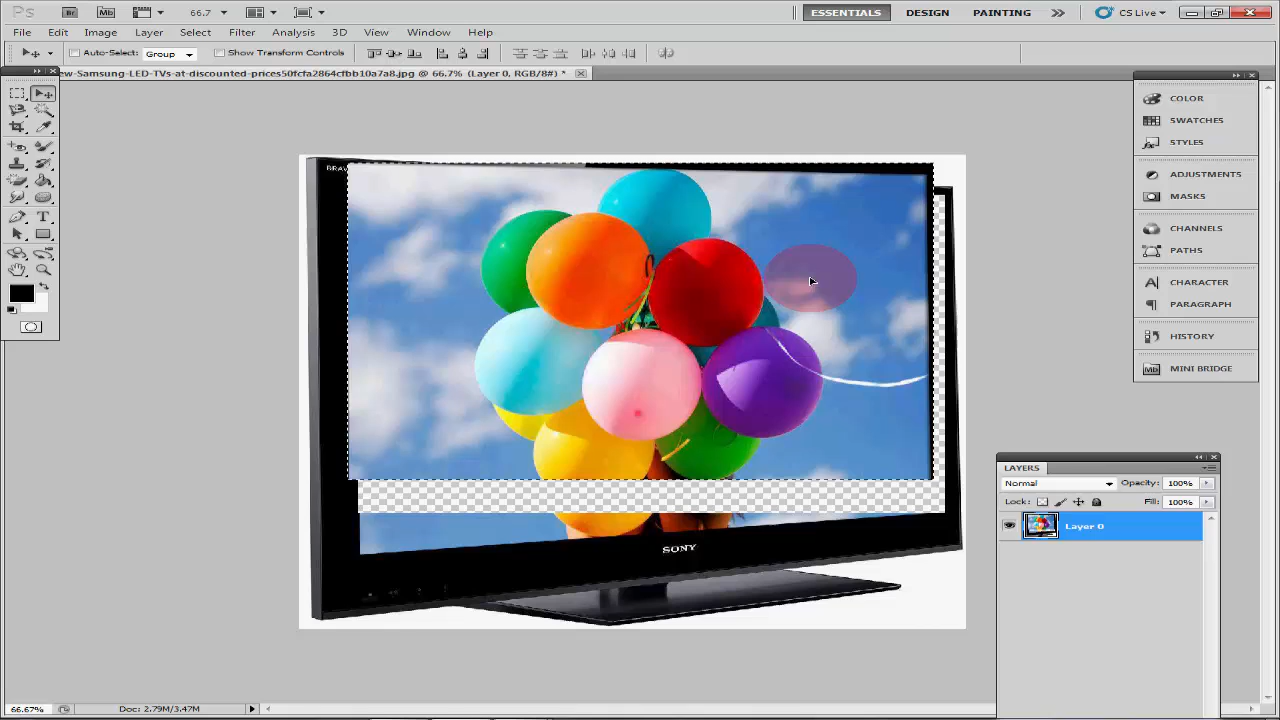 Ps Br Mb 66.7 ESSENTIALS DESIGN PAINTING CS Live
File Edit Image Layer Select Filter Analysis 3D View Window Help
Auto-Select: Group Show Transform Controls
ew-Samsung-LED-TVs-at-discounted-prices50fcfa2864cfbb10a7a8.jpg @ 66.7% (Layer 0, RGB/8#) *
COLOR
SWATCHES
STYLES
ADJUSTMENTS
MASKS
CHANNELS
PATHS
CHARACTER
PARAGRAPH
HISTORY
Mb MINI BRIDGE
BRAV
SONY
LAYERS
Normal Opacity: 100%
Lock: Fill: 100%
Layer 0
66.67% Doc: 2.79M/3.47M